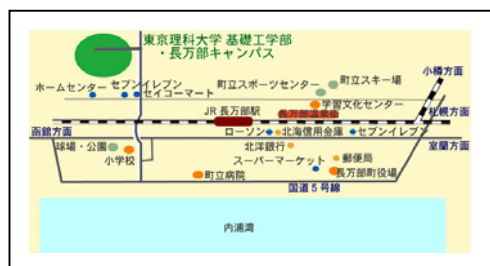 東京理科大学 基礎工学部
・長万部キャンパス
ホームセンター
セブンイレブン
セイコーマート
町立スポーツセンター
町立スキー場
小樽方面
学習文化センター
長万部温泉街
JR 長万部駅
札幌方面
函館方面
ローソン
北海信用金庫
セブンイレブン
室蘭方面
球場・公園
小学校
北洋銀行
スーパーマーケット
郵便局
町立病院
長万部町役場
国道5号線
内浦湾